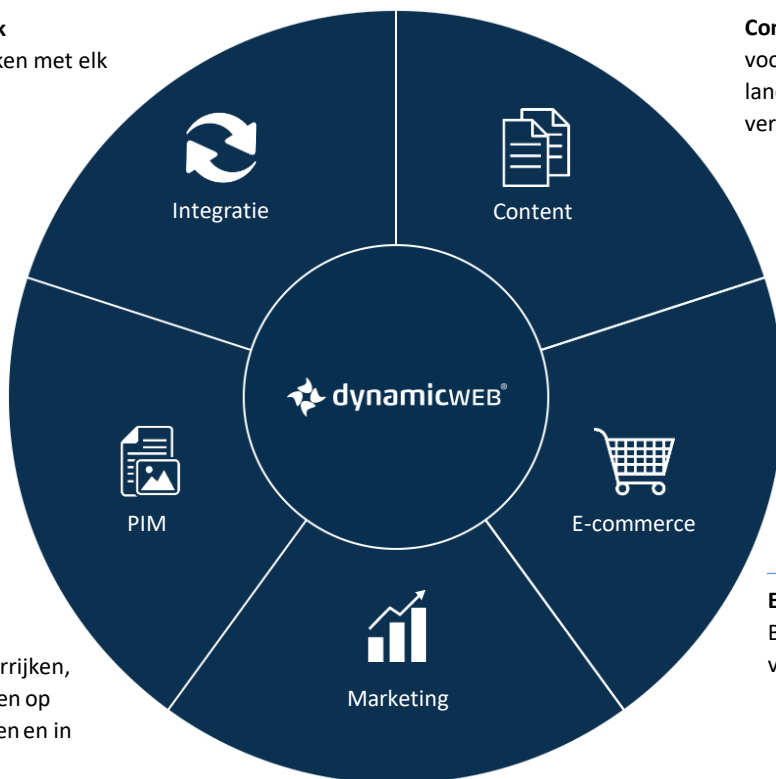 ken met elk
Integratie
Content
dynamicWEB®
PIM
E-commerce
Marketing
rrijken,
en op
en en in